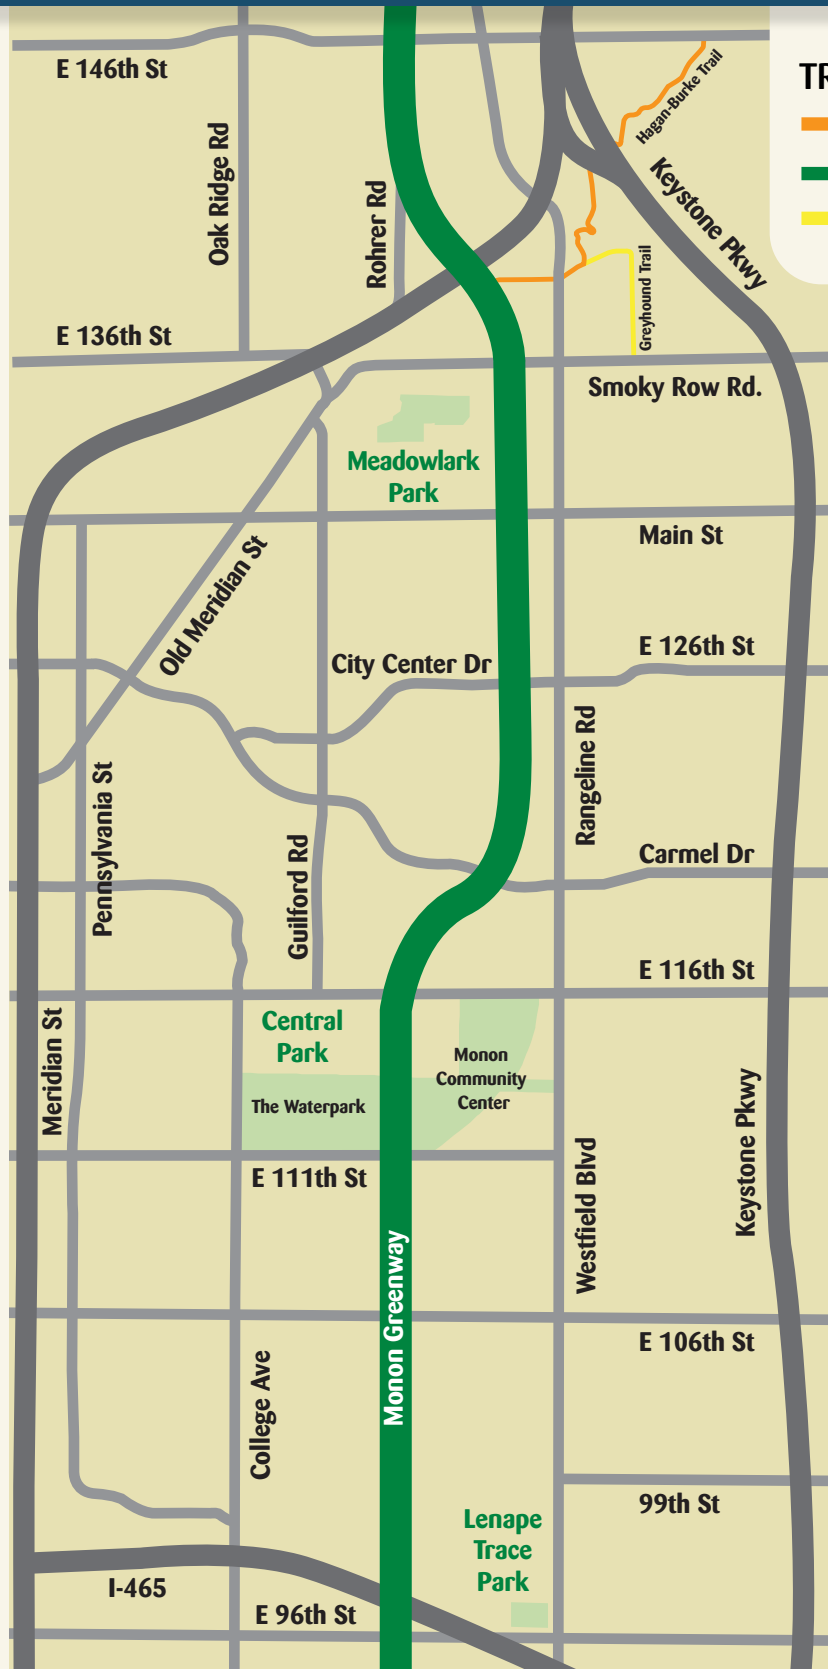 E 146th St
TR
Hagan-Burke Trail
Oak Ridge Rd
Rohrer Rd
Keystone Pkwy
Greyhound Trail
E 136th St
Smoky Row Rd.
Meadowlark
Park
Main St
Old Meridian St
City Center Dr
E 126th St
Rangeline Rd
Pennsylvania St
Guilford Rd
Carmel Dr
E 116th St
Meridian St
Central
Park
Monon
Community
Center
The Waterpark
Keystone Pkwy
E 111th St
Westfield Blvd
Monon Greenway
E 106th St
College Ave
99th St
Lenape
Trace
Park
I-465
E 96th St